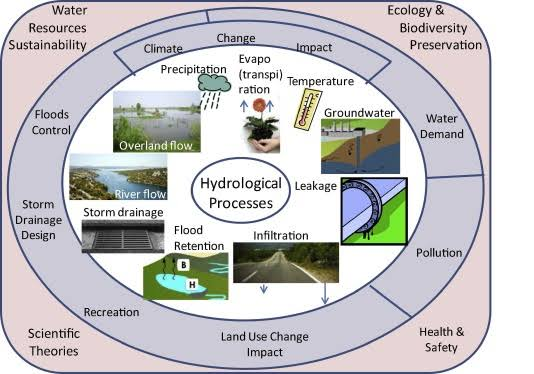 Water
Resources
Sustainability
Ecology &
Biodiversity
Preservation
Climate
Change
Impact
Precipitation
Evapo
(transpi)
ration
Temperature
Floods
Control
Overland flow
Groundwater
Water
Demand
River flow
Hydrological
Processes
Leakage
Storm
Drainage
Design
Storm drainage
Flood
Retention
B
H
Infiltration
Pollution
Recreation
Land Use Change
Impact
Scientific
Theories
Health &
Safety